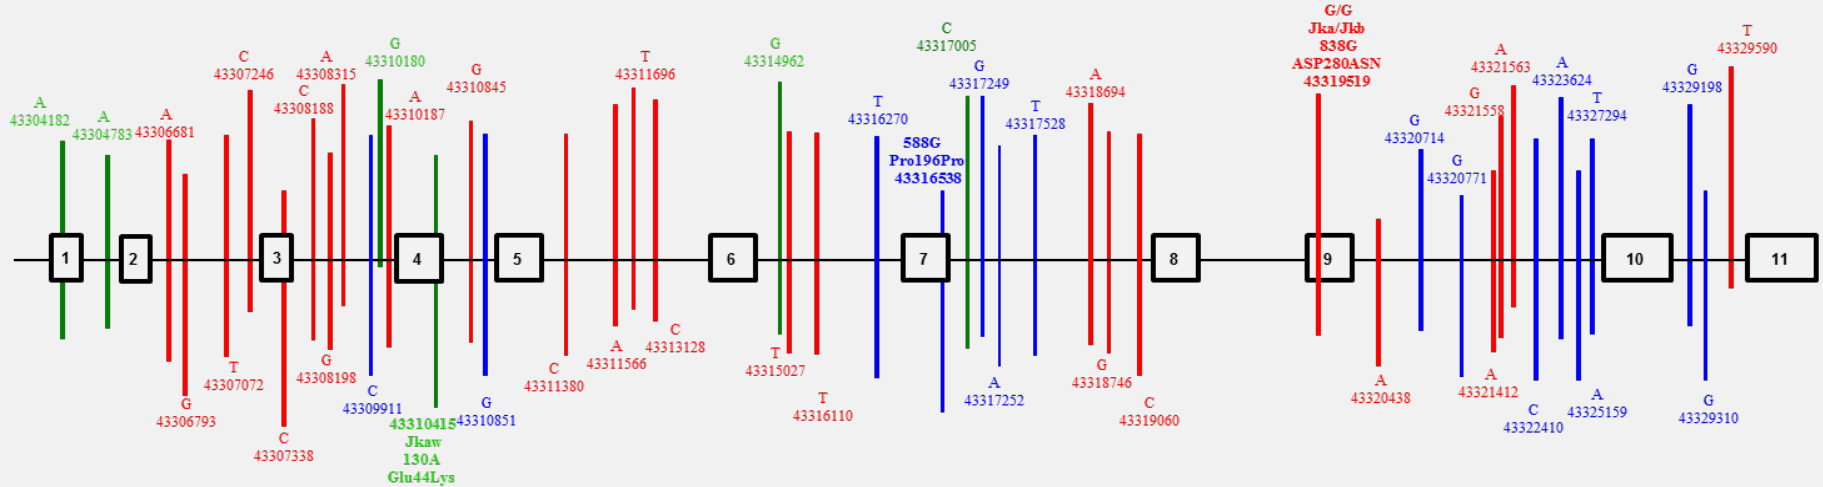 A
43304182
A
43304783
A
43306681
G
43306793
T
43307072
C
43307246
C
43307338
C
43308188
G
43308198
A
43308315
C
43309911
G
43310180
A
43310187
43310415
Jkaw
130A
Glu44Lys
G
43310845
G
43310851
C
43311380
A
43311566
T
43311696
C
43313128
G
43314962
T
43315027
T
43316110
T
43316270
588G
Pro196Pro
43316538
C
43317005
G
43317249
A
43317252
T
43317528
A
43318694
G
43318746
C
43319060
G/G
Jka/Jkb
838G
ASP280ASN
43319519
A
43320438
G
43320714
G
43320771
A
43321412
G
43321558
A
43321563
C
43322410
A
43323624
A
43325159
T
43327294
G
43329198
G
43329310
T
43329590
1
2
3
4
5
6
7
8
9
10
11